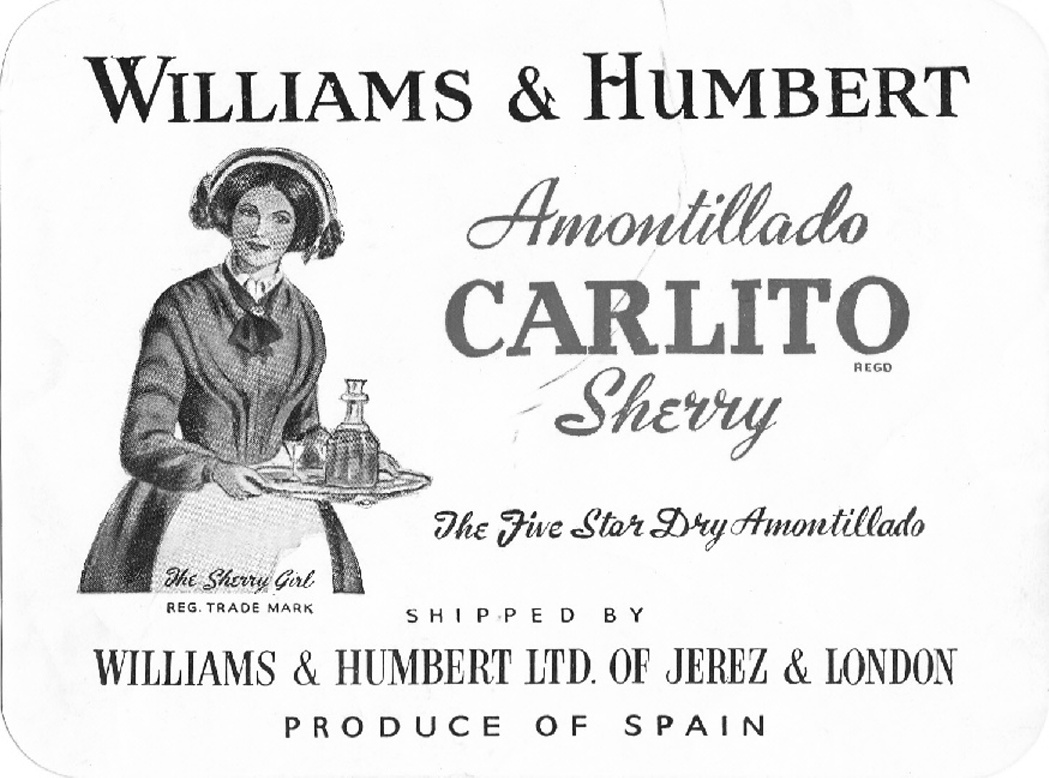 WILLIAMS & HUMBERT
Amontillado
CARLITO
REGD
Sherry
The Five Star Dry Amontillado
The Sherry Girl
REG. TRADE MARK
SHIPPED BY
WILLIAMS & HUMBERT LTD. OF JEREZ & LONDON
PRODUCE OF SPAIN